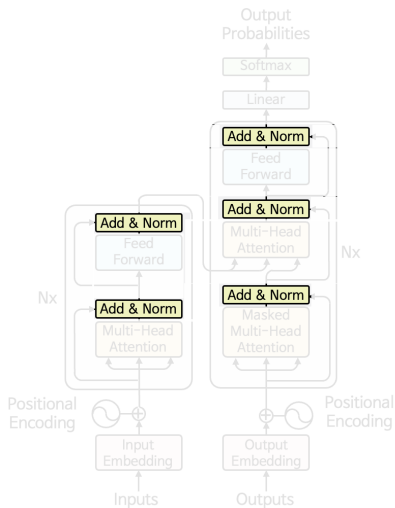 Output
Probabilities
Softmax
Linear
Add & Norm
Feed
Forward
Add & Norm
Multi-Head
Attention
Nx
Add & Norm
Masked
Multi-Head
Attention
Add & Norm
Feed
Forward
Nx
Add & Norm
Multi-Head
Attention
Positional
Encoding
Positional
Encoding
Input
Embedding
Output
Embedding
Inputs
Outputs